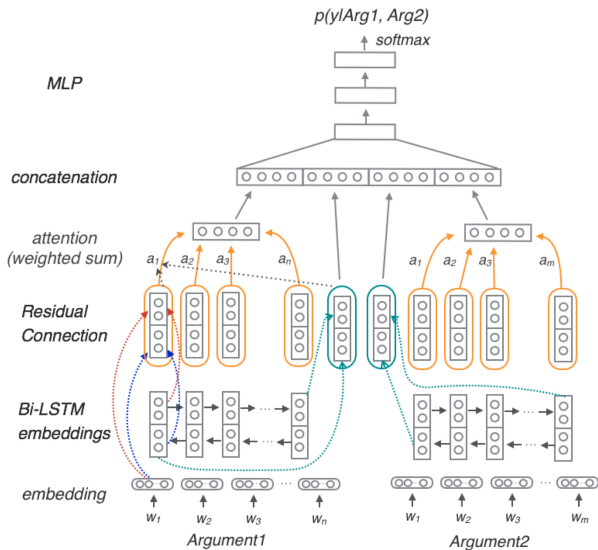 p(y|Arg1, Arg2)
softmax
MLP
concatenation
attention
(weighted sum)
a1 a2 a3 an
a1 a2 a3 am
Residual
Connection
Bi-LSTM
embeddings
...
...
...
...
embedding
...
...
w1 w2 w3 wn
w1 w2 w3 wm
Argument1
Argument2